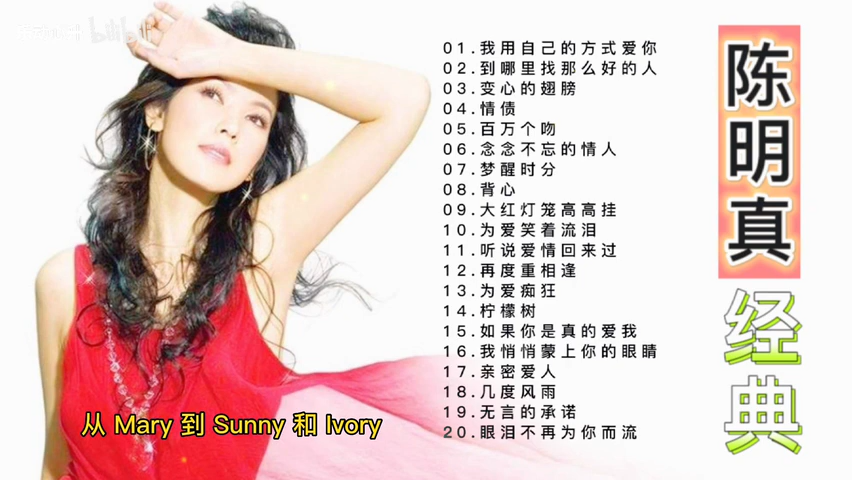 bilibili
01.我用自己的方式爱你
02.到哪里找那么好的人
03.变心的翅膀
04.情债
05.百万个吻
06.念念不忘的情人
07.梦醒时分
08.背心
09.大红灯笼高高挂
10.为爱笑着流泪
11.听说爱情回来过
12.再度重相逢
13.为爱痴狂
14.柠檬树
15.如果你是真的爱我
16.我悄悄蒙上你的眼睛
17.亲密爱人
18.几度风雨
19.无言的承诺
20.眼泪不再为你而流
陈明真
经典
从 Mary 到 Sunny 和 Ivory